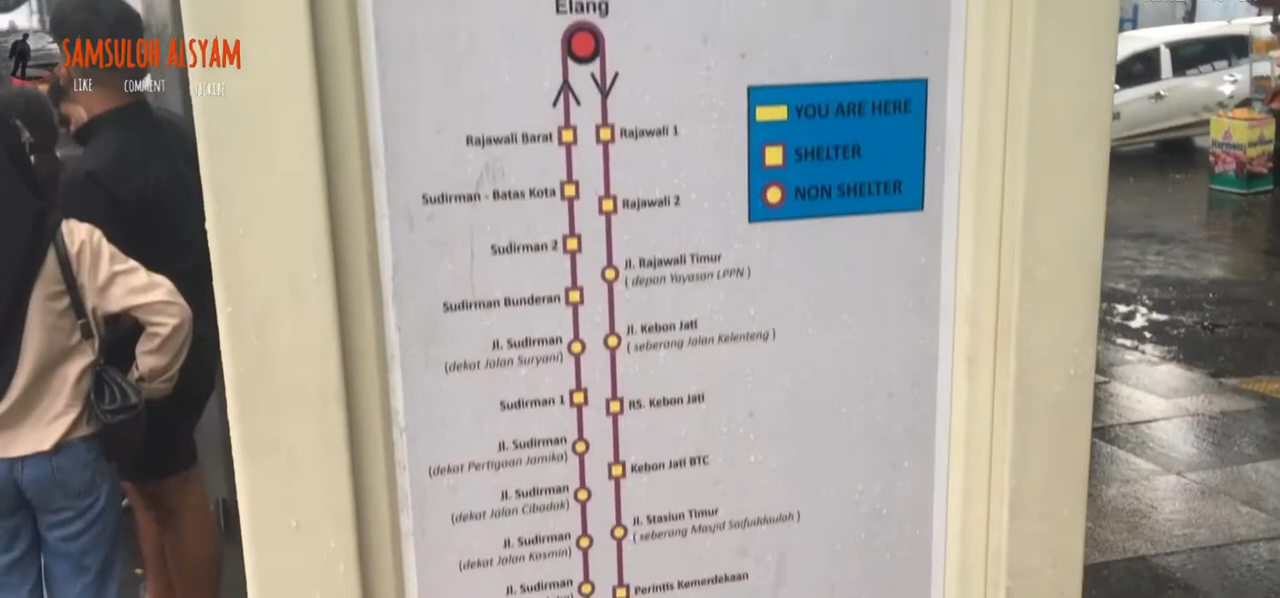 SAMSULOH ALSYAM
LIKE COMMENT
Elang
Rajawali Barat
Sudirman - Batas Kota
Sudirman 2
Sudirman Bunderan
Jl. Sudirman
(dekat Jalan Suryani)
Sudirman 1
Jl. Sudirman
(dekat Pertigaan Jamika)
Jl. Sudirman
(dekat Jalan Cibadak)
Jl. Sudirman
(dekat Jalan Kasmin)
Jl. Sudirman
Rajawali 1
Rajawali 2
Jl. Rajawali Timur
( depan Yayasan LPPN )
Jl. Kebon Jati
( seberang Jalan Kelenteng )
RS. Kebon Jati
Kebon Jati BTC
Jl. Stasiun Timur
( seberang Masjid Saifuddaulah )
Perintis Kemerdekaan
YOU ARE HERE
SHELTER
NON SHELTER